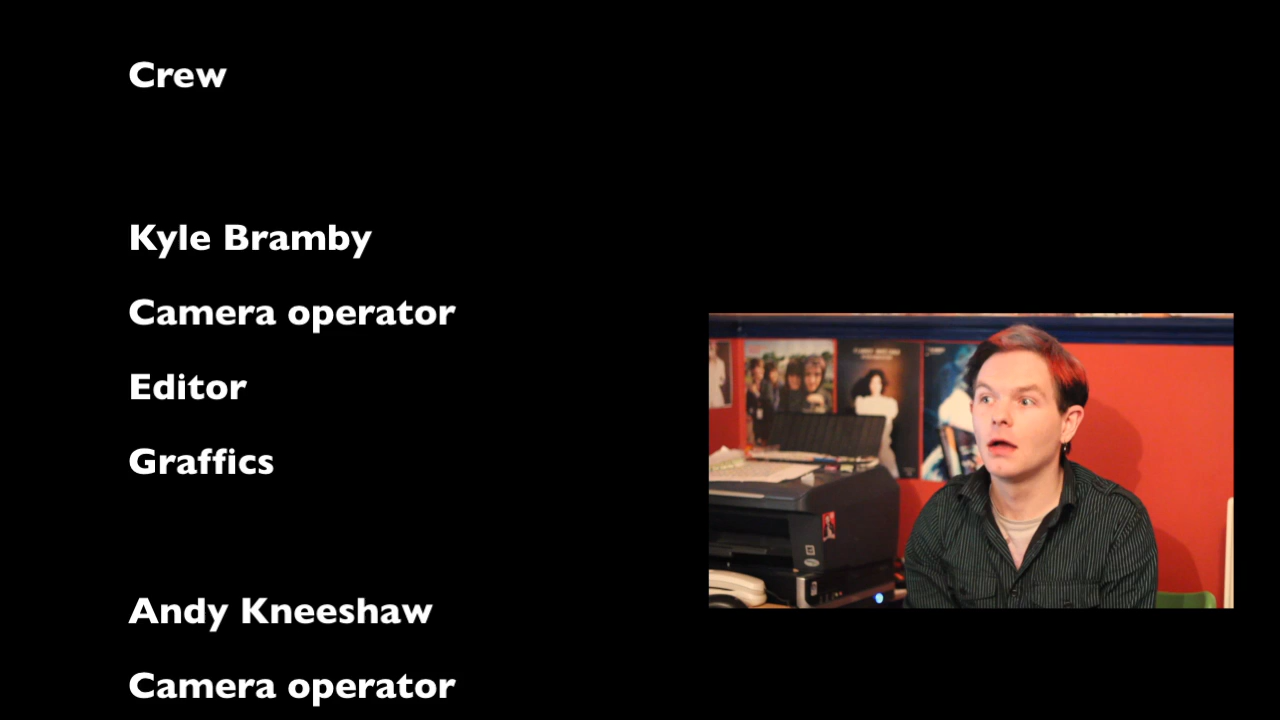 Crew
Kyle Bramby
Camera operator
Editor
Graffics
Andy Kneeshaw
Camera operator